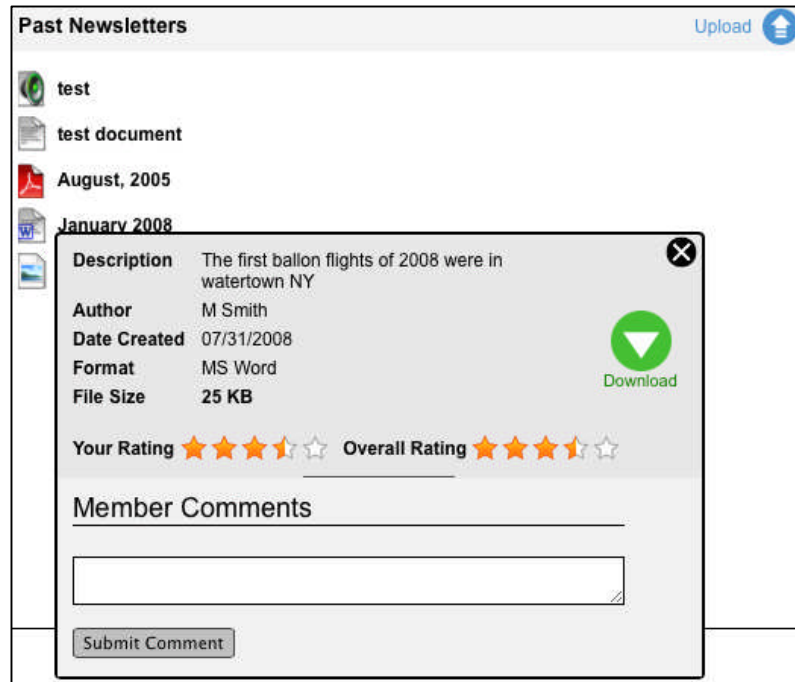 Past Newsletters
Upload
test
test document
August, 2005
January 2008
Description The first ballon flights of 2008 were in
watertown NY
Author M Smith
Date Created 07/31/2008
Format MS Word
Download
File Size 25 KB
Your Rating Overall Rating
Member Comments
Submit Comment